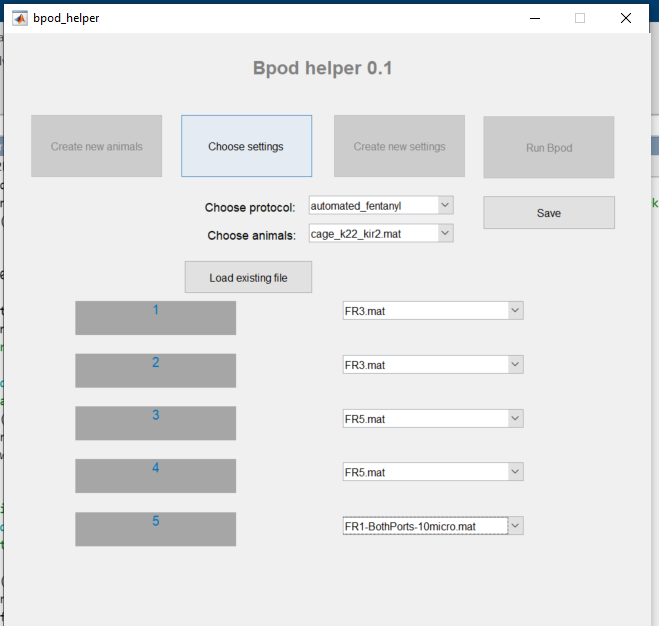 bpod_helper
Bpod helper 0.1
Create new animals
Choose settings
Create new settings
Run Bpod
Choose protocol:
automated_fentanyl
Save
Choose animals:
cage_k22_kir2.mat
Load existing file
1
FR3.mat
2
FR3.mat
3
FR5.mat
4
FR5.mat
5
FR1-BothPorts-10micro.mat